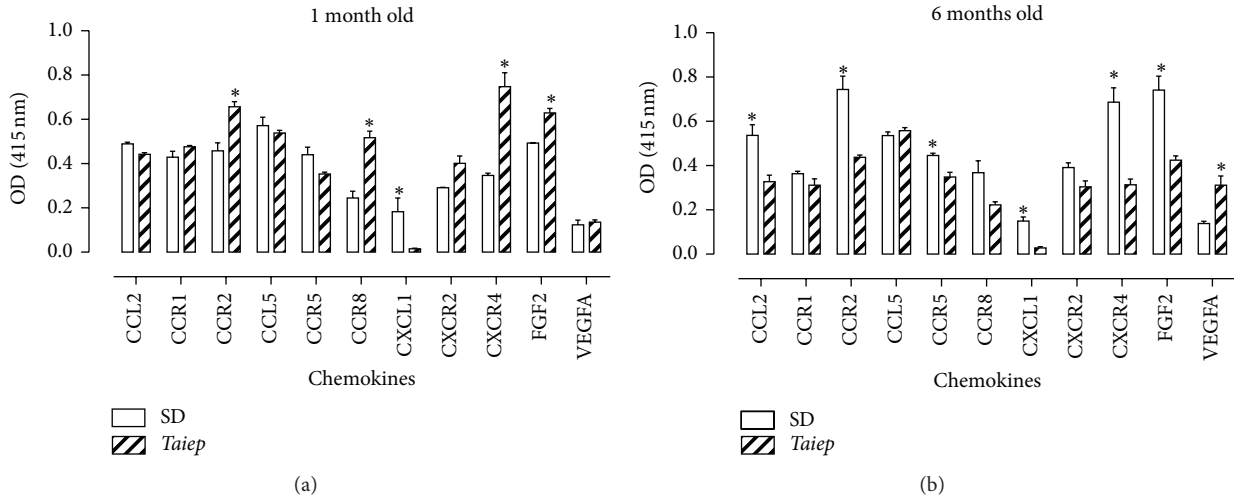 1 month old
OD (415 nm)
1.0
0.8
0.6
0.4
0.2
0.0
* * * * *
CCL2 CCR1 CCR2 CCL5 CCR5 CCR8 CXCL1 CXCR2 CXCR4 FGF2 VEGFA
Chemokines
SD
Taiep
(a)
6 months old
OD (415 nm)
1.0
0.8
0.6
0.4
0.2
0.0
* * * * * * *
CCL2 CCR1 CCR2 CCL5 CCR5 CCR8 CXCL1 CXCR2 CXCR4 FGF2 VEGFA
Chemokines
SD
Taiep
(b)